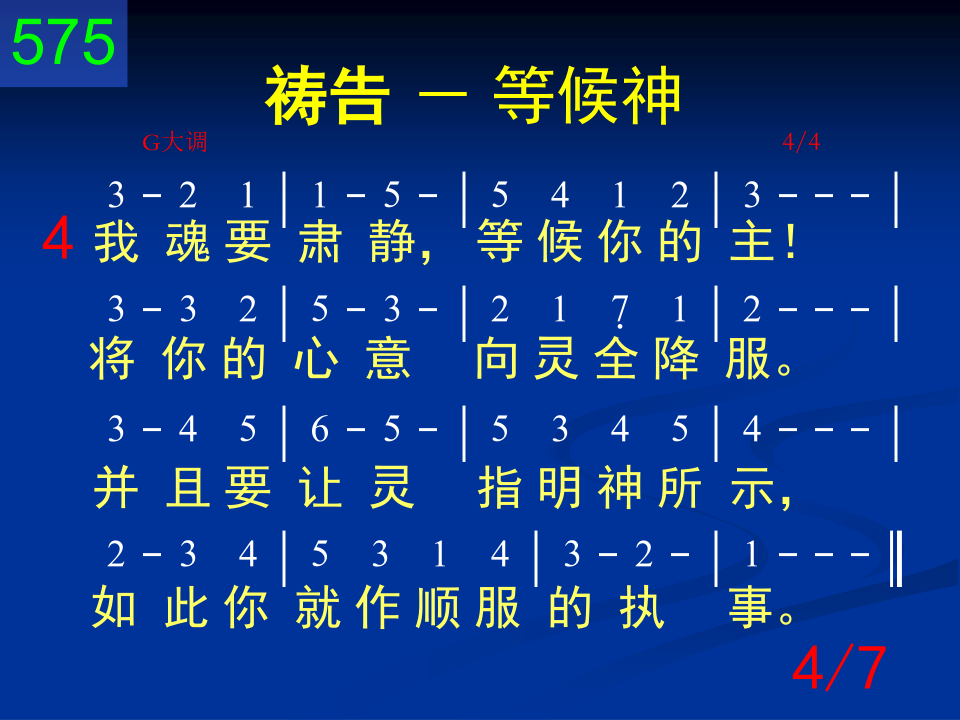 575
祷告 － 等候神
G大调 4/4
3 – 2 1 | 1 – 5 – | 5 4 1 2 | 3 – – – |
4 我 魂 要 肃 静， 等 候 你 的 主！
3 – 3 2 | 5 – 3 – | 2 1 7̣ 1 | 2 – – – |
将 你 的 心 意 向 灵 全 降 服。
3 – 4 5 | 6 – 5 – | 5 3 4 5 | 4 – – – |
并 且 要 让 灵 指 明 神 所 示，
2 – 3 4 | 5 3 1 4 | 3 – 2 – | 1 – – – ‖
如 此 你 就 作 顺 服 的 执 事。
4/7